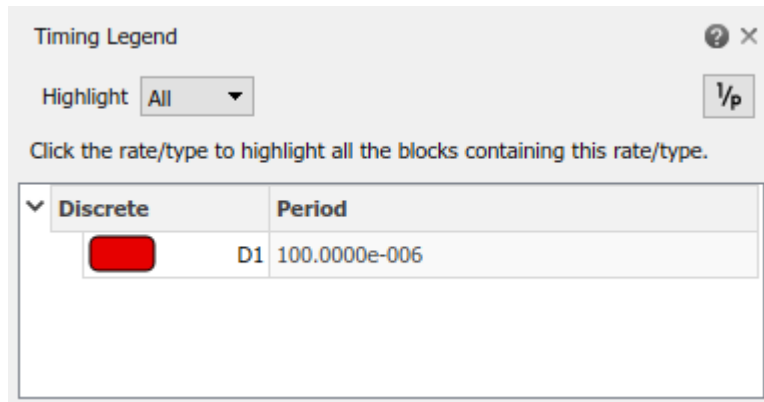 Timing Legend
Highlight All 1/p
Click the rate/type to highlight all the blocks containing this rate/type.
Discrete Period
D1 100.0000e-006